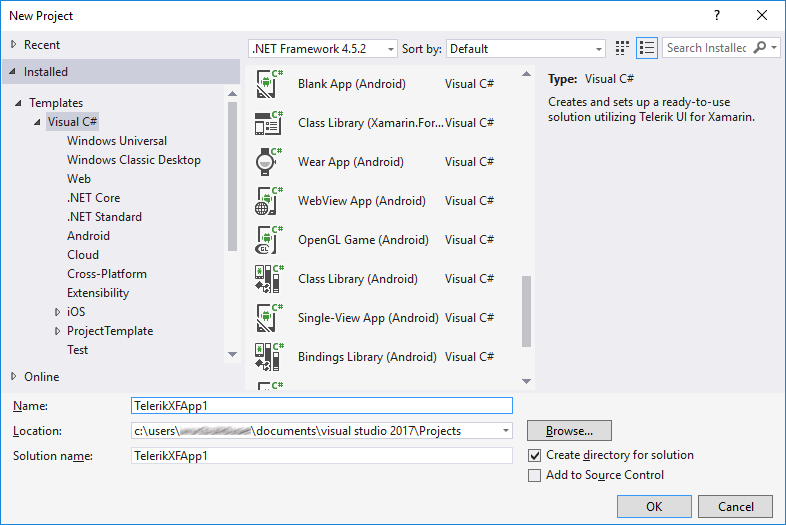 New Project
?
Recent
Installed
Templates
Visual C#
Windows Universal
Windows Classic Desktop
Web
.NET Core
.NET Standard
Android
Cloud
Cross-Platform
Extensibility
iOS
ProjectTemplate
Test
Online
.NET Framework 4.5.2 Sort by: Default Search Installed
C# Blank App (Android) Visual C#
C# Class Library (Xamarin.For... Visual C#
C# Wear App (Android) Visual C#
C# WebView App (Android) Visual C#
C# GL OpenGL Game (Android) Visual C#
C# Class Library (Android) Visual C#
C# Single-View App (Android) Visual C#
C# Bindings Library (Android) Visual C#
C#
Type: Visual C#
Creates and sets up a ready-to-use
solution utilizing Telerik UI for Xamarin.
Name: TelerikXFApp1
Location: c:\users\ \documents\visual studio 2017\Projects Browse...
Solution name: TelerikXFApp1
Create directory for solution
Add to Source Control
OK Cancel